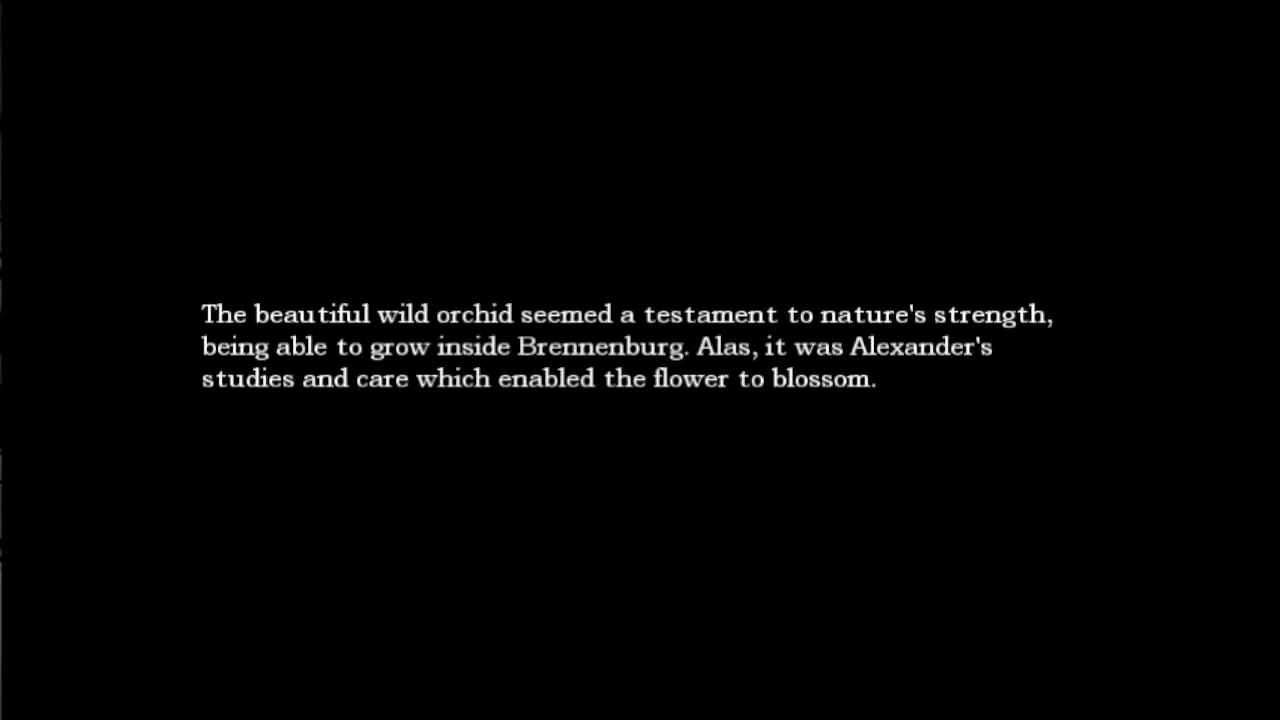 The beautiful wild orchid seemed a testament to nature's strength,
being able to grow inside Brennenburg. Alas, it was Alexander's
studies and care which enabled the flower to blossom.